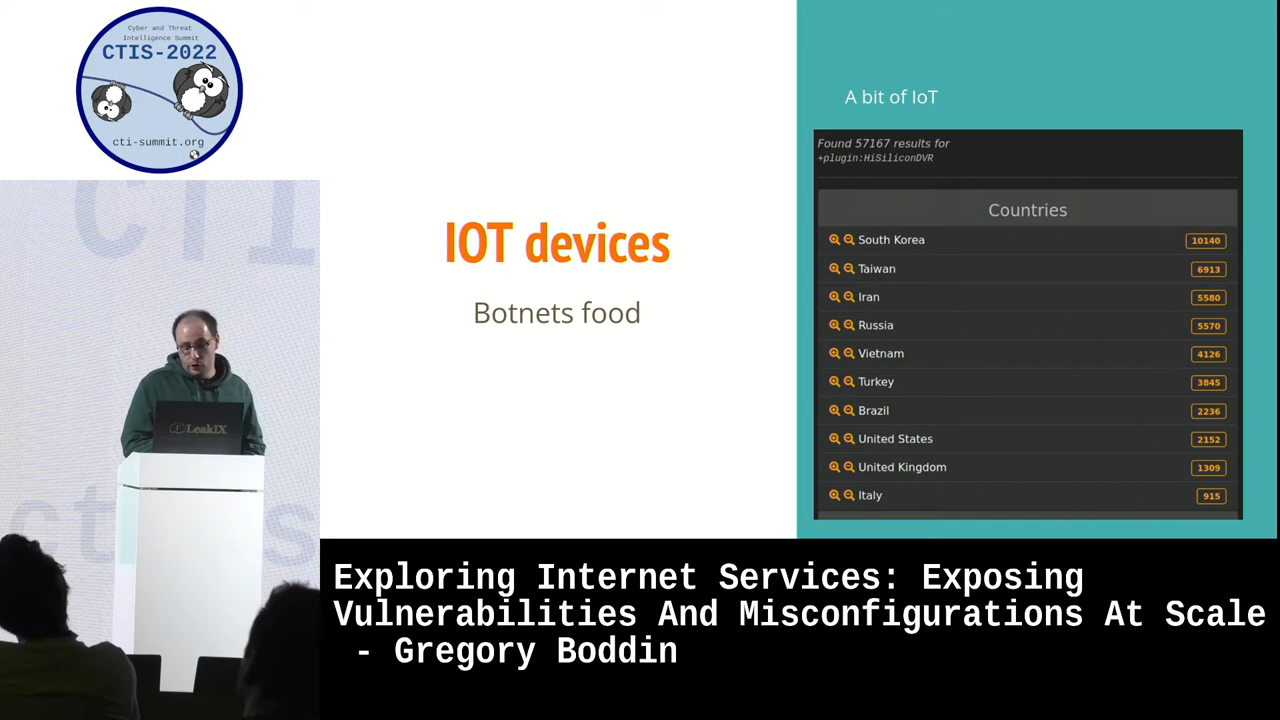 Cyber and Threat
Intelligence Summit
CTIS-2022
cti-summit.org
CTI
cti s
LeakIX
IOT devices
Botnets food
A bit of IoT
Found 57167 results for
+plugin:HiSiliconDVR
Countries
South Korea 10140
Taiwan 6913
Iran 5580
Russia 5570
Vietnam 4126
Turkey 3845
Brazil 2236
United States 2152
United Kingdom 1309
Italy 915
Exploring Internet Services: Exposing
Vulnerabilities And Misconfigurations At Scale
- Gregory Boddin